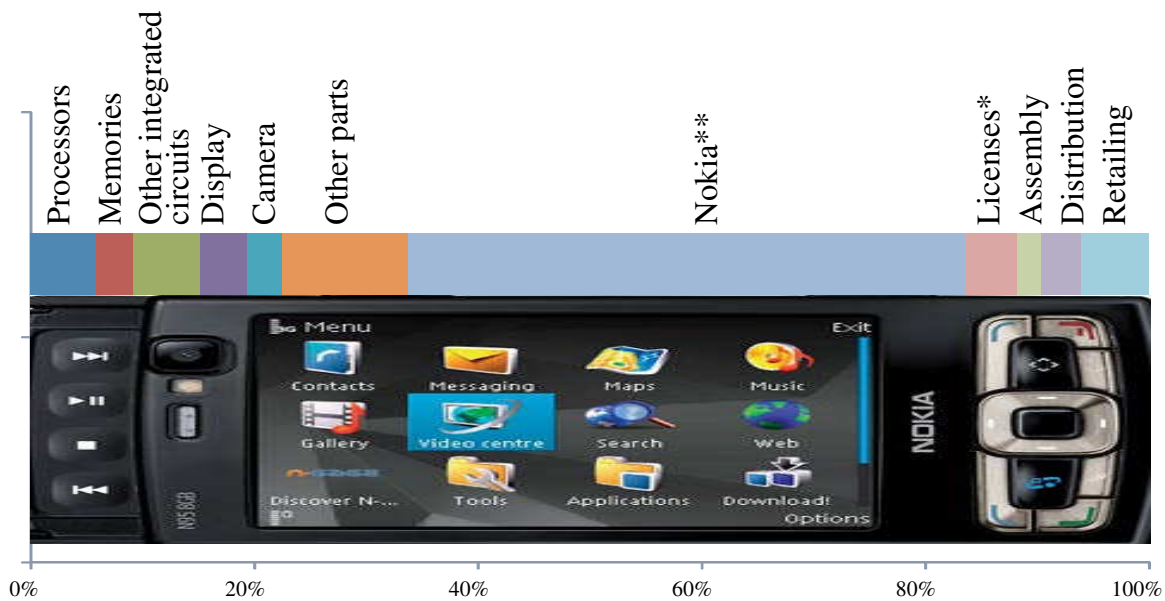 Processors
Memories
Other integrated
circuits
Display
Camera
Other parts
Nokia**
Licenses*
Assembly
Distribution
Retailing
3G Menu
Exit
Contacts
Messaging
Maps
Music
Gallery
Video centre
Search
Web
n-gage
Discover N-...
Tools
Applications
Download!
Options
NOKIA
N95 8GB
0%
20%
40%
60%
80%
100%